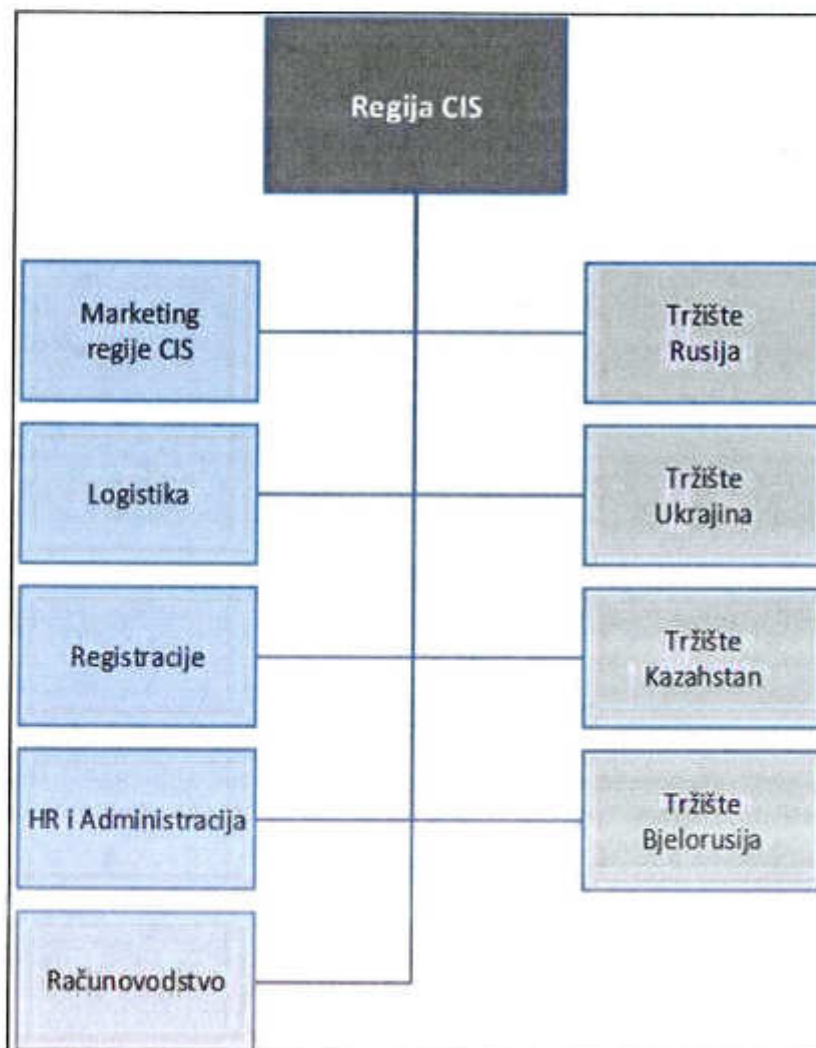 Regija CIS
Marketing
regije CIS
Tržište
Rusija
Logistika
Tržište
Ukrajina
Registracije
Tržište
Kazahstan
HR i Administracija
Tržište
Bjelorusija
Računovodstvo